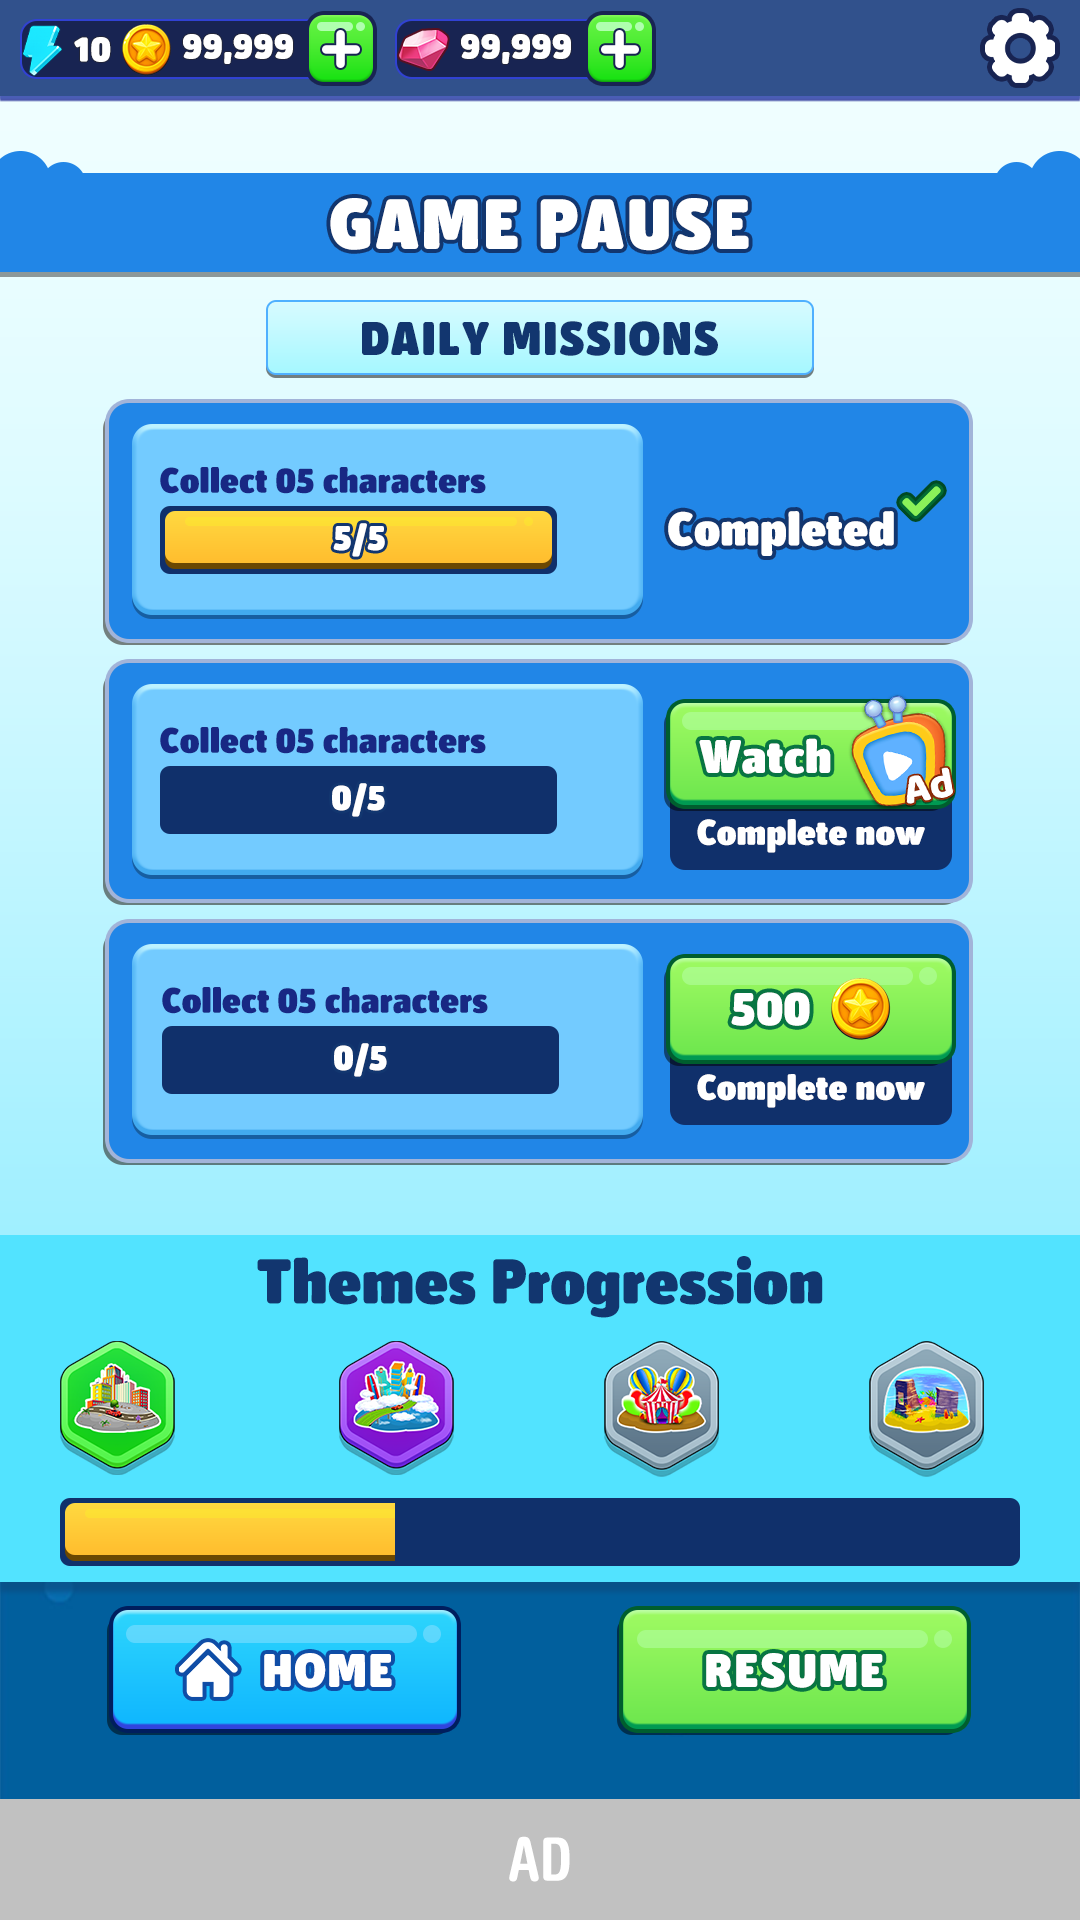 10 99,999 99,999
GAME PAUSE
DAILY MISSIONS
Collect 05 characters
5/5
Completed
Collect 05 characters
0/5
Watch
Ad
Complete now
Collect 05 characters
0/5
500
Complete now
Themes Progression
HOME
RESUME
AD